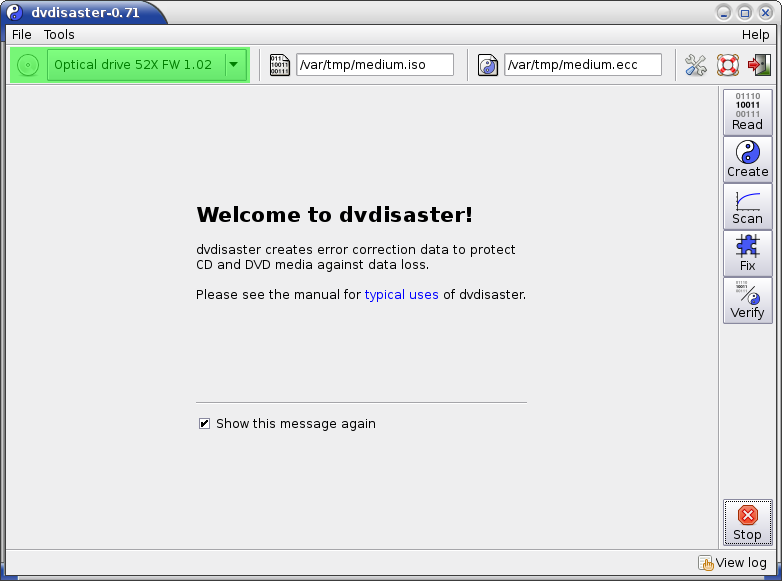 dvdisaster-0.71
File Tools Help
Optical drive 52X FW 1.02
011
10011
00111
/var/tmp/medium.iso
/var/tmp/medium.ecc
01110
10011
00111
Read
Create
Scan
Fix
Verify
Welcome to dvdisaster!
dvdisaster creates error correction data to protect
CD and DVD media against data loss.
Please see the manual for typical uses of dvdisaster.
Show this message again
Stop
View log